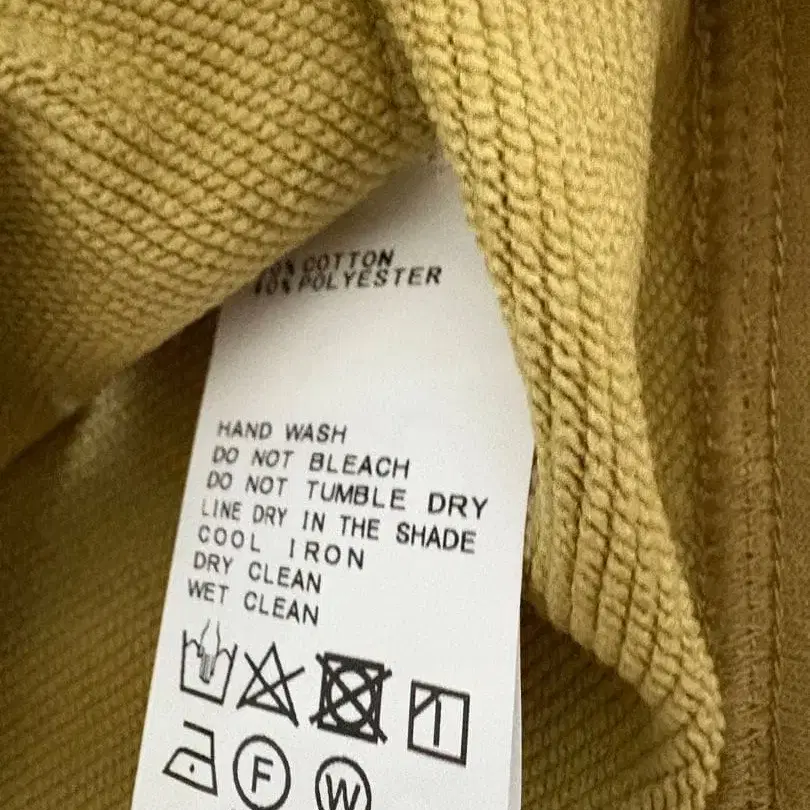 COTTON
POLYESTER
HAND WASH
DO NOT BLEACH
DO NOT TUMBLE DRY
LINE DRY IN THE SHADE
COOL IRON
DRY CLEAN
WET CLEAN
F
W